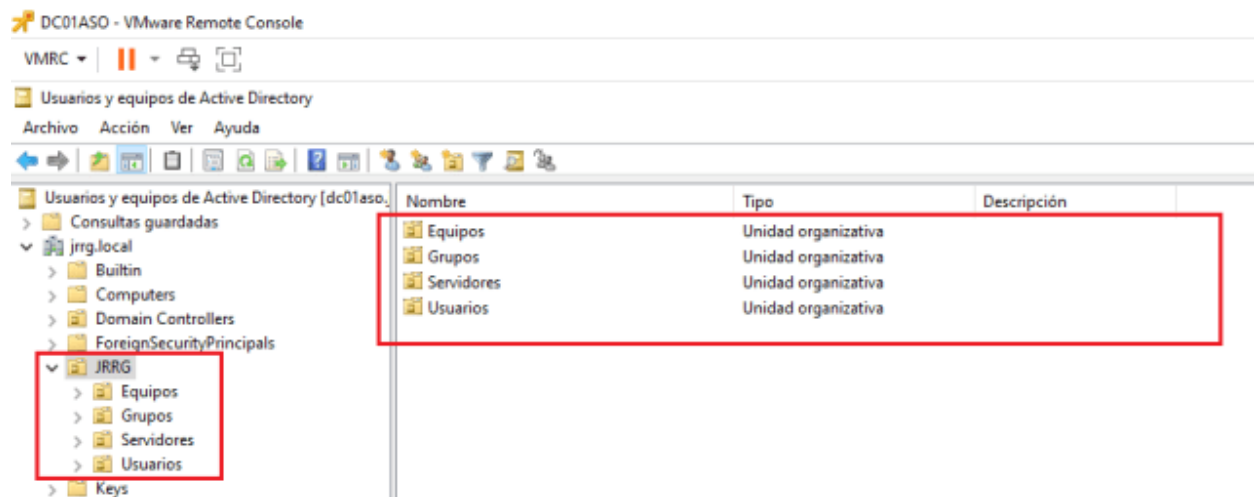 DC01ASO - VMware Remote Console
VMRC
Usuarios y equipos de Active Directory
Archivo Acción Ver Ayuda
Usuarios y equipos de Active Directory [dc01aso.
Consultas guardadas
jrrg.local
Builtin
Computers
Domain Controllers
ForeignSecurityPrincipals
JRRG
Equipos
Grupos
Servidores
Usuarios
Keys
Nombre Tipo Descripción
Equipos Unidad organizativa
Grupos Unidad organizativa
Servidores Unidad organizativa
Usuarios Unidad organizativa